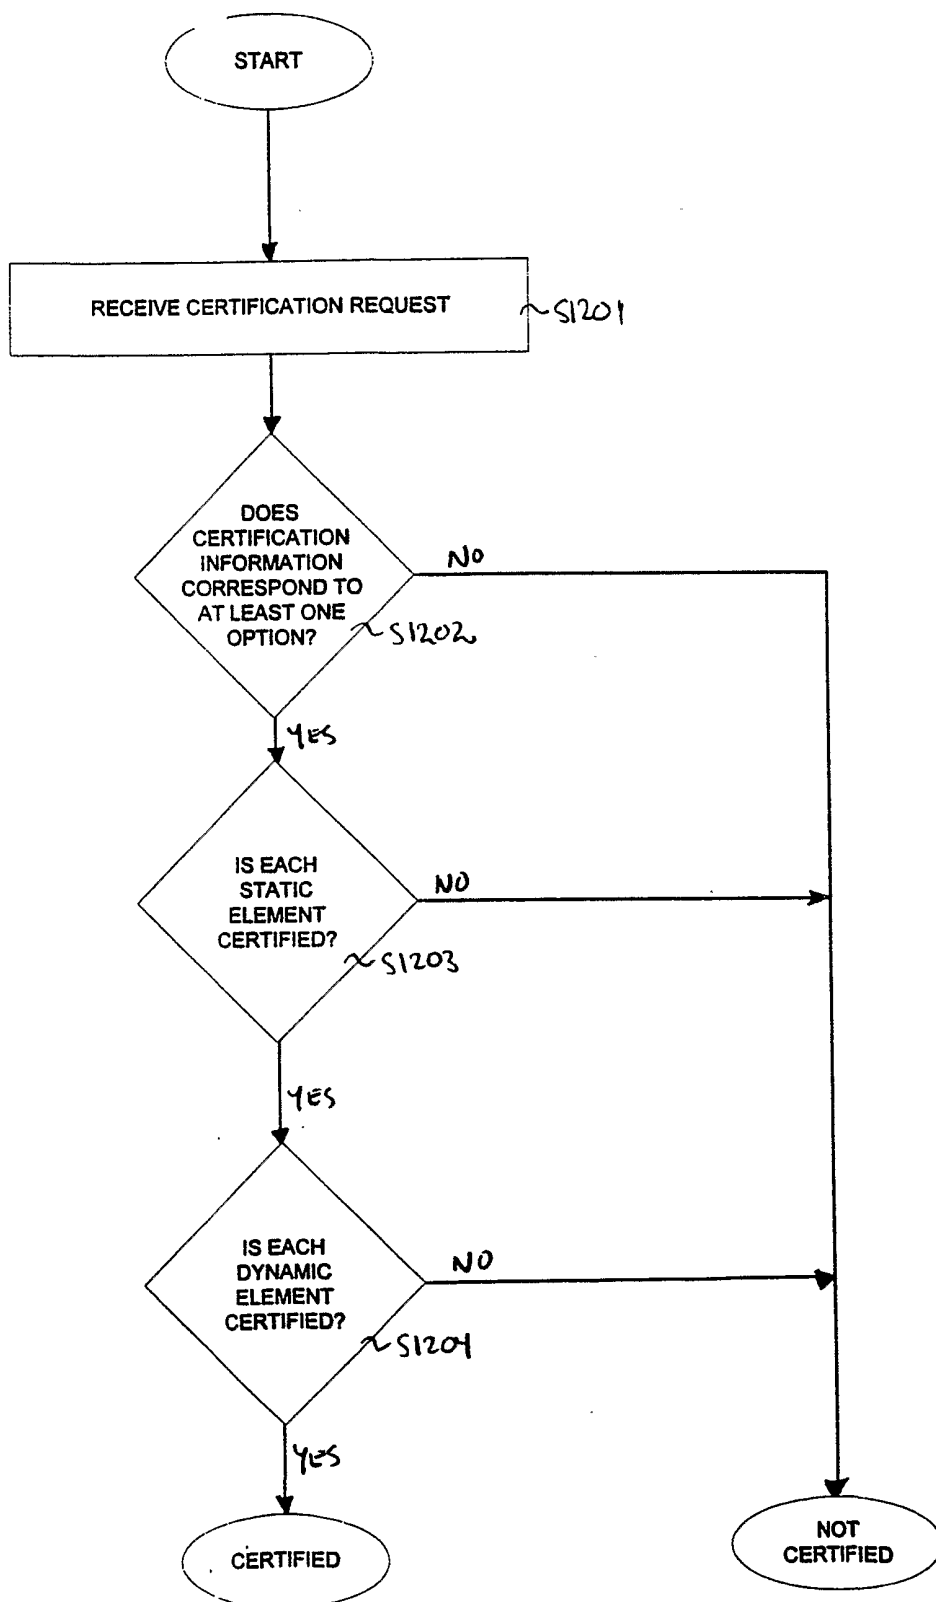 START
RECEIVE CERTIFICATION REQUEST
~S1201
DOES
CERTIFICATION
INFORMATION
CORRESPOND TO
AT LEAST ONE
OPTION?
NO
~S1202
YES
IS EACH
STATIC
ELEMENT
CERTIFIED?
NO
~S1203
YES
IS EACH
DYNAMIC
ELEMENT
CERTIFIED?
NO
~S1204
YES
CERTIFIED
NOT
CERTIFIED